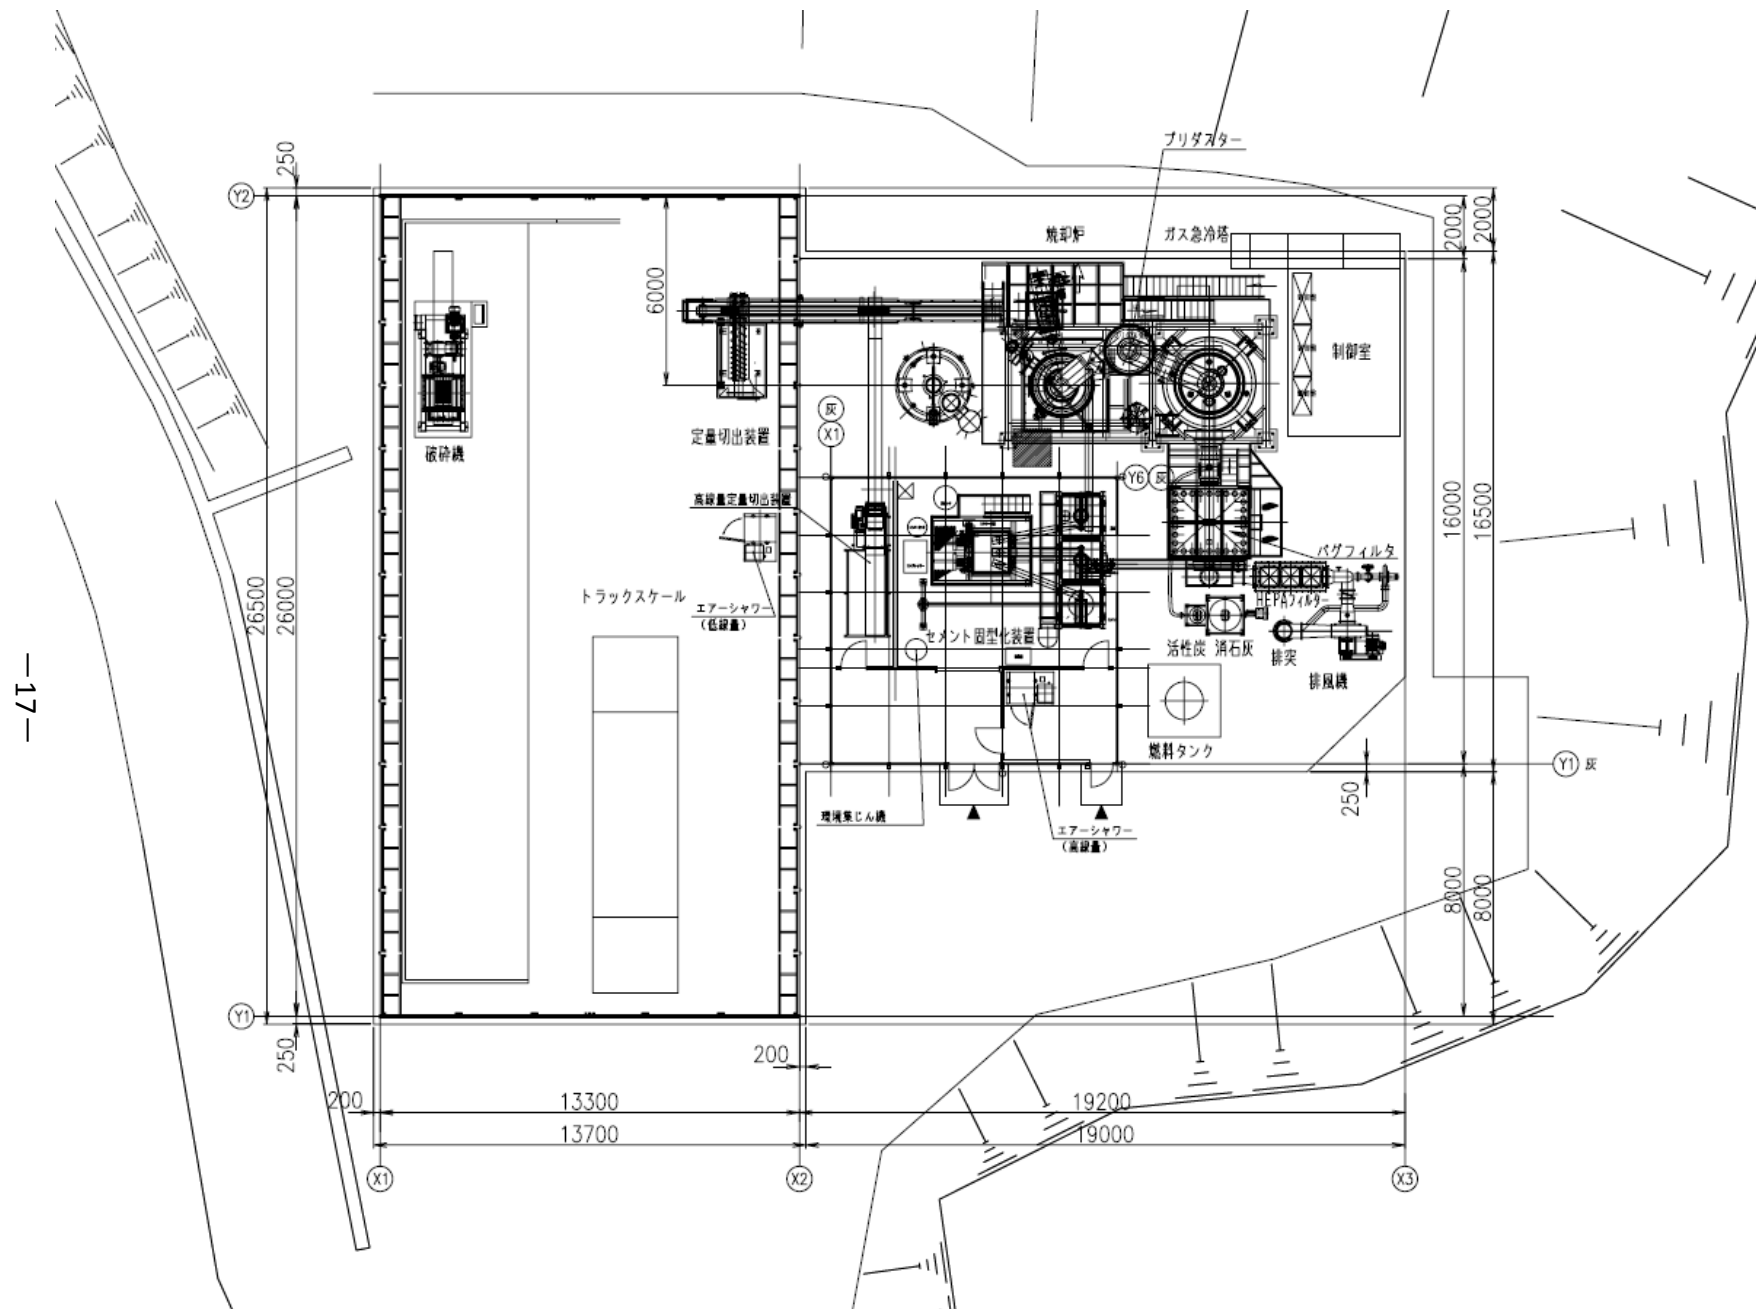 プリダスター
250
Y2
2000
2000
焼却炉
ガス急冷塔
6000
制御室
灰
X1
定量切出装置
破砕機
Y6
灰
高線量定量切出装置
16000
16500
バグフィルタ
26500
26000
トラックスケール
エアーシャワー
(低線量)
HEPAフィルター
セメント固型化装置
活性炭
消石灰
排突
排風機
燃料タンク
Y1
灰
250
環境集じん機
エアーシャワー
(高線量)
8000
8000
Y1
250
200
200
13300
19200
13700
19000
X1
X2
X3
—17—